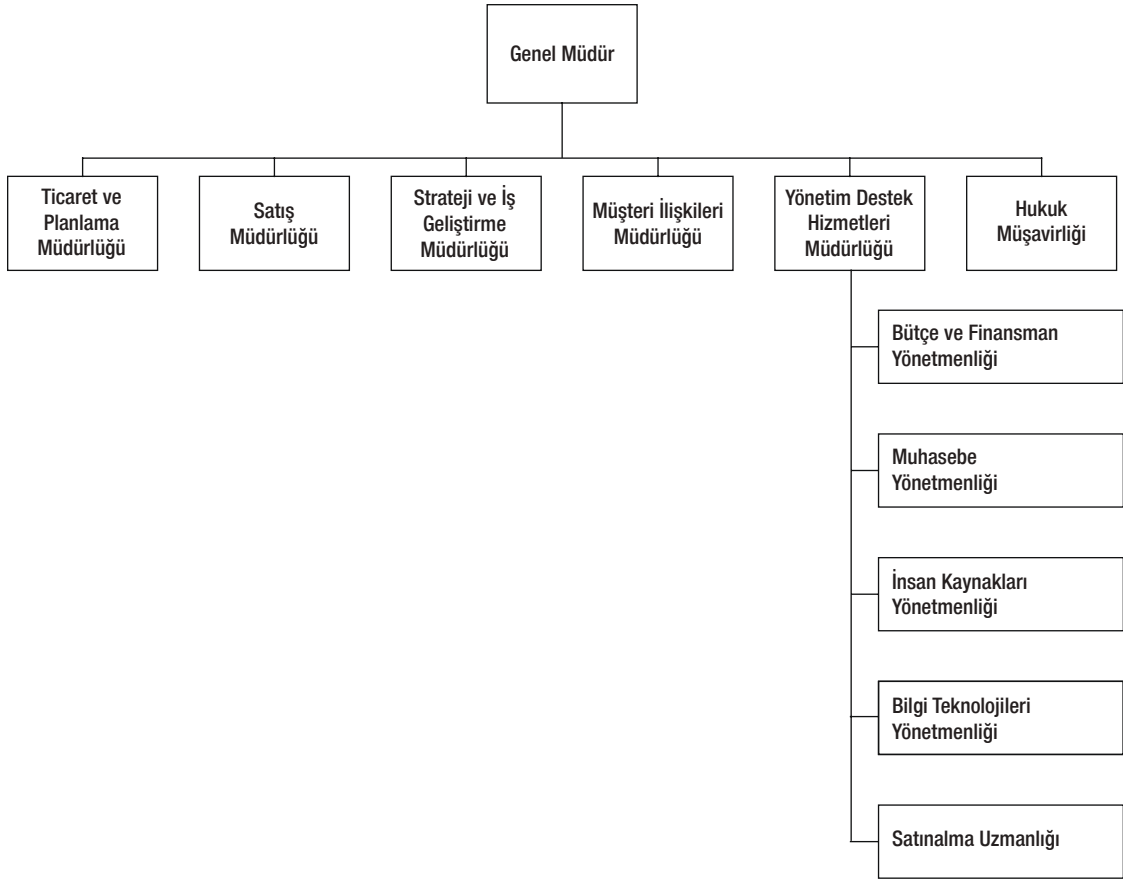 Genel Müdür
Ticaret ve
Planlama
Müdürlüğü
Satış
Müdürlüğü
Strateji ve İş
Geliştirme
Müdürlüğü
Müşteri İlişkileri
Müdürlüğü
Yönetim Destek
Hizmetleri
Müdürlüğü
Hukuk
Müşavirliği
Bütçe ve Finansman
Yönetmenliği
Muhasebe
Yönetmenliği
İnsan Kaynakları
Yönetmenliği
Bilgi Teknolojileri
Yönetmenliği
Satınalma Uzmanlığı